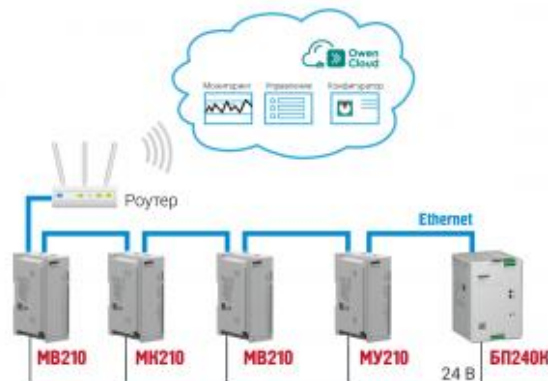 Owen
Cloud
Мониторинг Управление Конфигуратор
Роутер
Ethernet
МВ210 МК210 МВ210 МУ210 БП240К
24 В